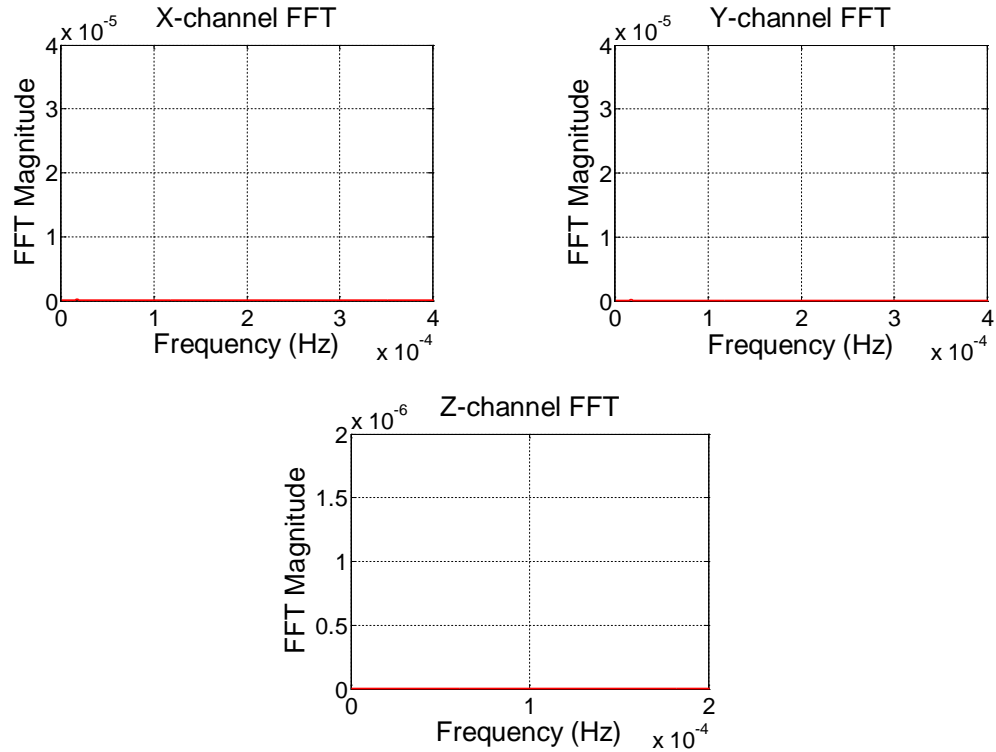 X-channel FFT
x 10^-5
4
3
2
1
0
FFT Magnitude
0 1 2 3 4
Frequency (Hz)
x 10^-4
Y-channel FFT
x 10^-5
4
3
2
1
0
FFT Magnitude
0 1 2 3 4
Frequency (Hz)
x 10^-4
Z-channel FFT
x 10^-6
2
1.5
1
0.5
0
FFT Magnitude
0 1 2
Frequency (Hz)
x 10^-4